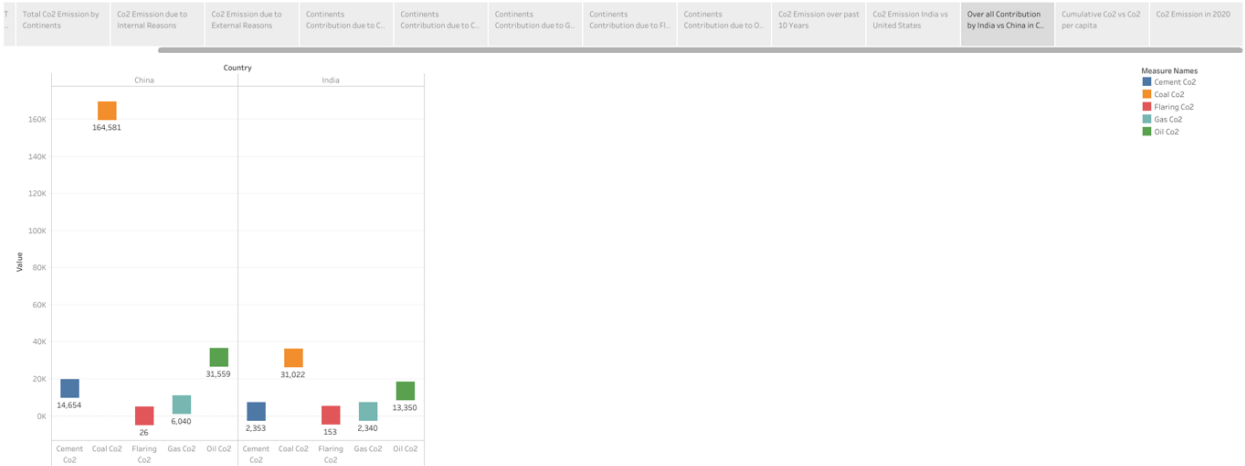 T
..
Total Co2 Emission by
Continents
Co2 Emission due to
Internal Reasons
Co2 Emission due to
External Reasons
Continents
Contribution due to C...
Continents
Contribution due to C...
Continents
Contribution due to G...
Continents
Contribution due to Fl...
Continents
Contribution due to O...
Co2 Emission over past
10 Years
Co2 Emission India vs
United States
Over all Contribution
by India vs China in C...
Cumulative Co2 vs Co2
per capita
Co2 Emission in 2020
Country
China
India
Measure Names
Cement Co2
Coal Co2
Flaring Co2
Gas Co2
Oil Co2
Value
160K
140K
120K
100K
80K
60K
40K
20K
0K
164,581
14,654
26
6,040
31,559
2,353
31,022
153
2,340
13,350
Cement
Co2
Coal Co2
Flaring
Co2
Gas Co2
Oil Co2
Cement
Co2
Coal Co2
Flaring
Co2
Gas Co2
Oil Co2